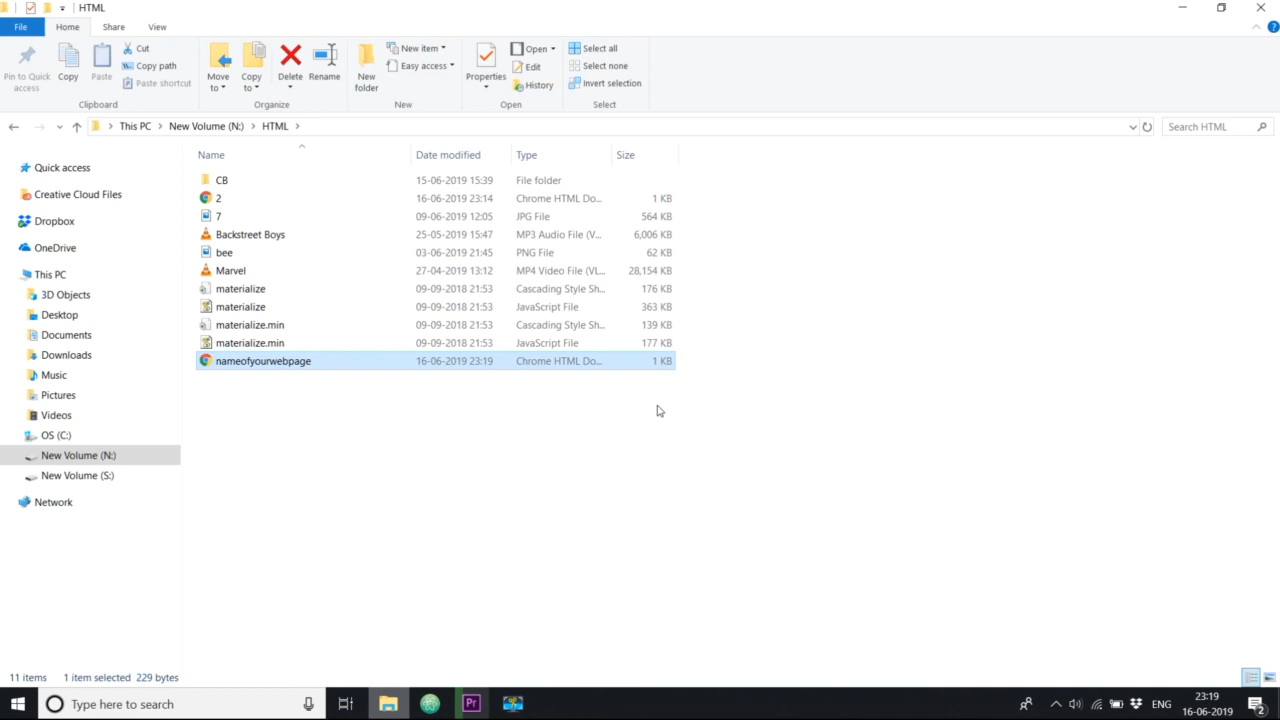 HTML
File Home Share View
Pin to Quick access
Copy
Paste
Cut
Copy path
Paste shortcut
Clipboard
Move to
Copy to
Delete
Rename
Organize
New folder
New item
Easy access
New
Properties
Open
Edit
History
Open
Select all
Select none
Invert selection
Select
This PC New Volume (N:) HTML
Search HTML
Quick access
Creative Cloud Files
Dropbox
OneDrive
This PC
3D Objects
Desktop
Documents
Downloads
Music
Pictures
Videos
OS (C:)
New Volume (N:)
New Volume (S:)
Network
Name Date modified Type Size
CB 15-06-2019 15:39 File folder
2 16-06-2019 23:14 Chrome HTML Do... 1 KB
7 09-06-2019 12:05 JPG File 564 KB
Backstreet Boys 25-05-2019 15:47 MP3 Audio File (V... 6,006 KB
bee 03-06-2019 21:45 PNG File 62 KB
Marvel 27-04-2019 13:12 MP4 Video File (VL... 28,154 KB
materialize 09-09-2018 21:53 Cascading Style Sh... 176 KB
materialize 09-09-2018 21:53 JavaScript File 363 KB
materialize.min 09-09-2018 21:53 Cascading Style Sh... 139 KB
materialize.min 09-09-2018 21:53 JavaScript File 177 KB
nameofyourwebpage 16-06-2019 23:19 Chrome HTML Do... 1 KB
11 items 1 item selected 229 bytes
Type here to search
Pr
ENG
23:19
16-06-2019
2